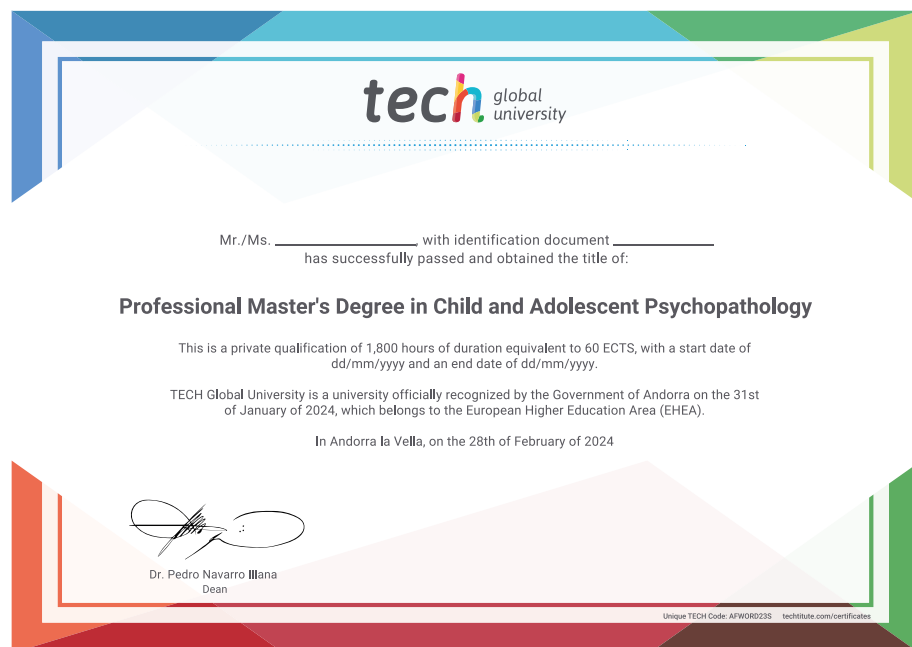 tech global university
Mr./Ms. ____________, with identification document ____________
has successfully passed and obtained the title of:
Professional Master's Degree in Child and Adolescent Psychopathology
This is a private qualification of 1,800 hours of duration equivalent to 60 ECTS, with a start date of
dd/mm/yyyy and an end date of dd/mm/yyyy.
TECH Global University is a university officially recognized by the Government of Andorra on the 31st
of January of 2024, which belongs to the European Higher Education Area (EHEA).
In Andorra la Vella, on the 28th of February of 2024
Dr. Pedro Navarro Illana
Dean
Unique TECH Code: AFWORD23S techtitute.com/certificates